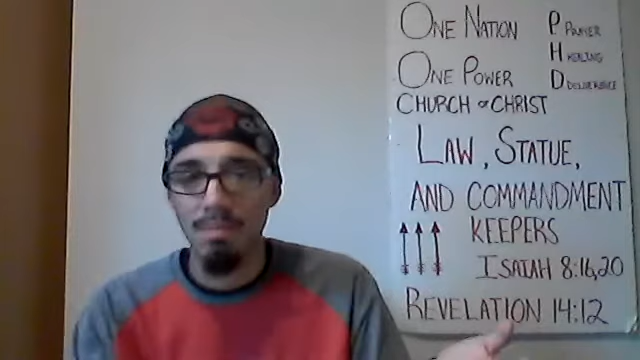 One Nation
P Prayer
H Healing
One Power
D Deliverance
Church of Christ
Law, Statue,
and Commandment
Keepers
Isaiah 8:16,20
Revelation 14:12